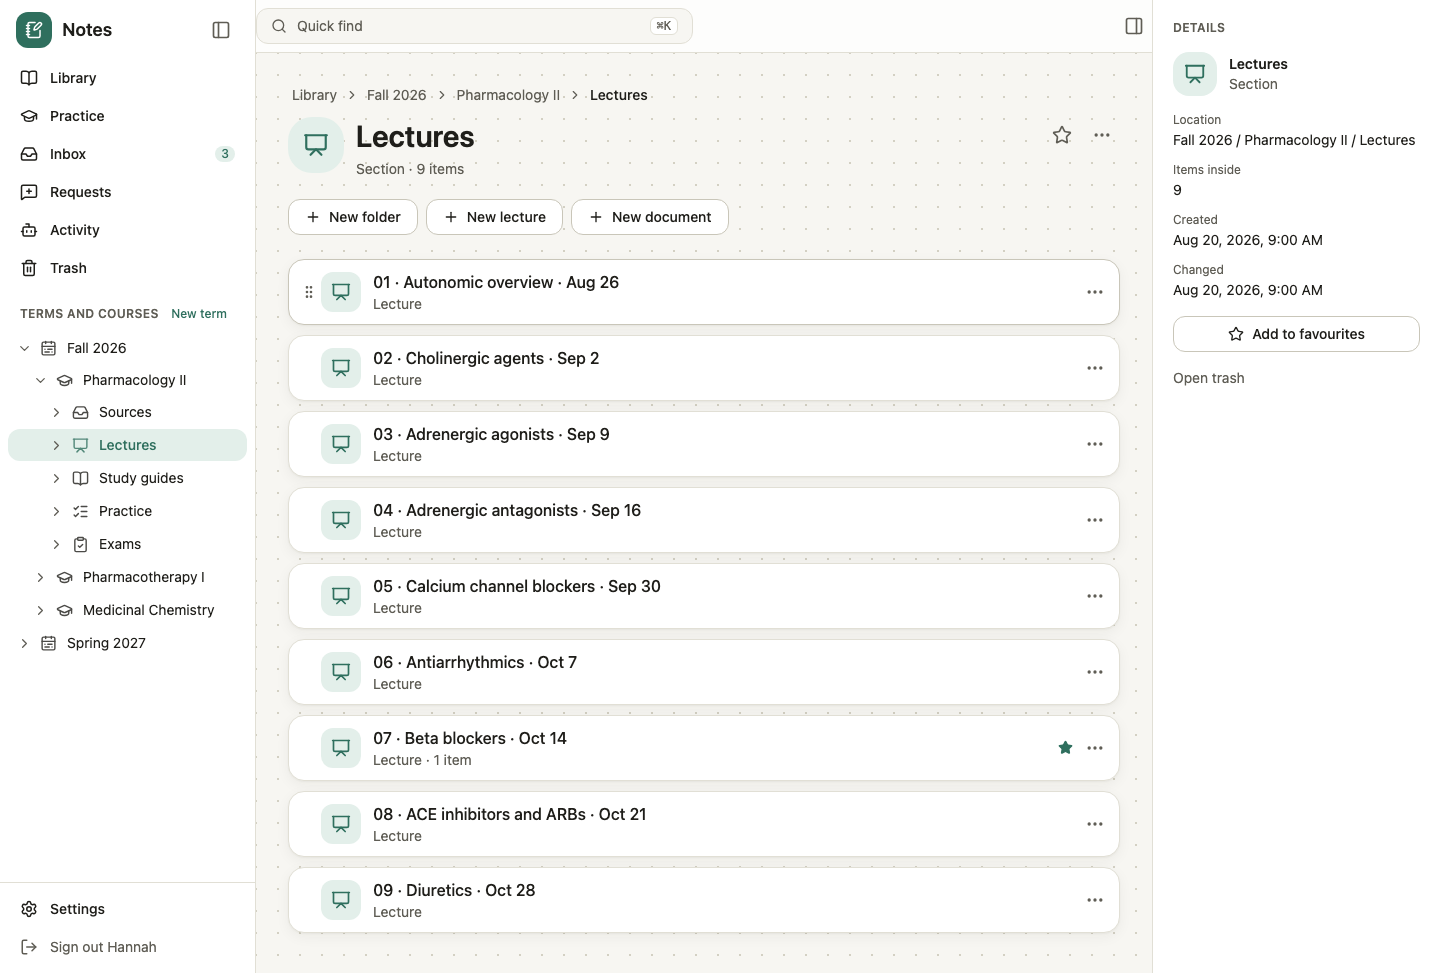 Notes
Library
Practice
Inbox 3
Requests
Activity
Trash
TERMS AND COURSES New term
Fall 2026
Pharmacology II
Sources
Lectures
Study guides
Practice
Exams
Pharmacotherapy I
Medicinal Chemistry
Spring 2027
Settings
Sign out Hannah
Quick find ⌘K
Library Fall 2026 Pharmacology II Lectures
Lectures
Section · 9 items
New folder New lecture New document
01 · Autonomic overview · Aug 26
Lecture
02 · Cholinergic agents · Sep 2
Lecture
03 · Adrenergic agonists · Sep 9
Lecture
04 · Adrenergic antagonists · Sep 16
Lecture
05 · Calcium channel blockers · Sep 30
Lecture
06 · Antiarrhythmics · Oct 7
Lecture
07 · Beta blockers · Oct 14
Lecture · 1 item
08 · ACE inhibitors and ARBs · Oct 21
Lecture
09 · Diuretics · Oct 28
Lecture
DETAILS
Lectures
Section
Location
Fall 2026 / Pharmacology II / Lectures
Items inside
9
Created
Aug 20, 2026, 9:00 AM
Changed
Aug 20, 2026, 9:00 AM
Add to favourites
Open trash